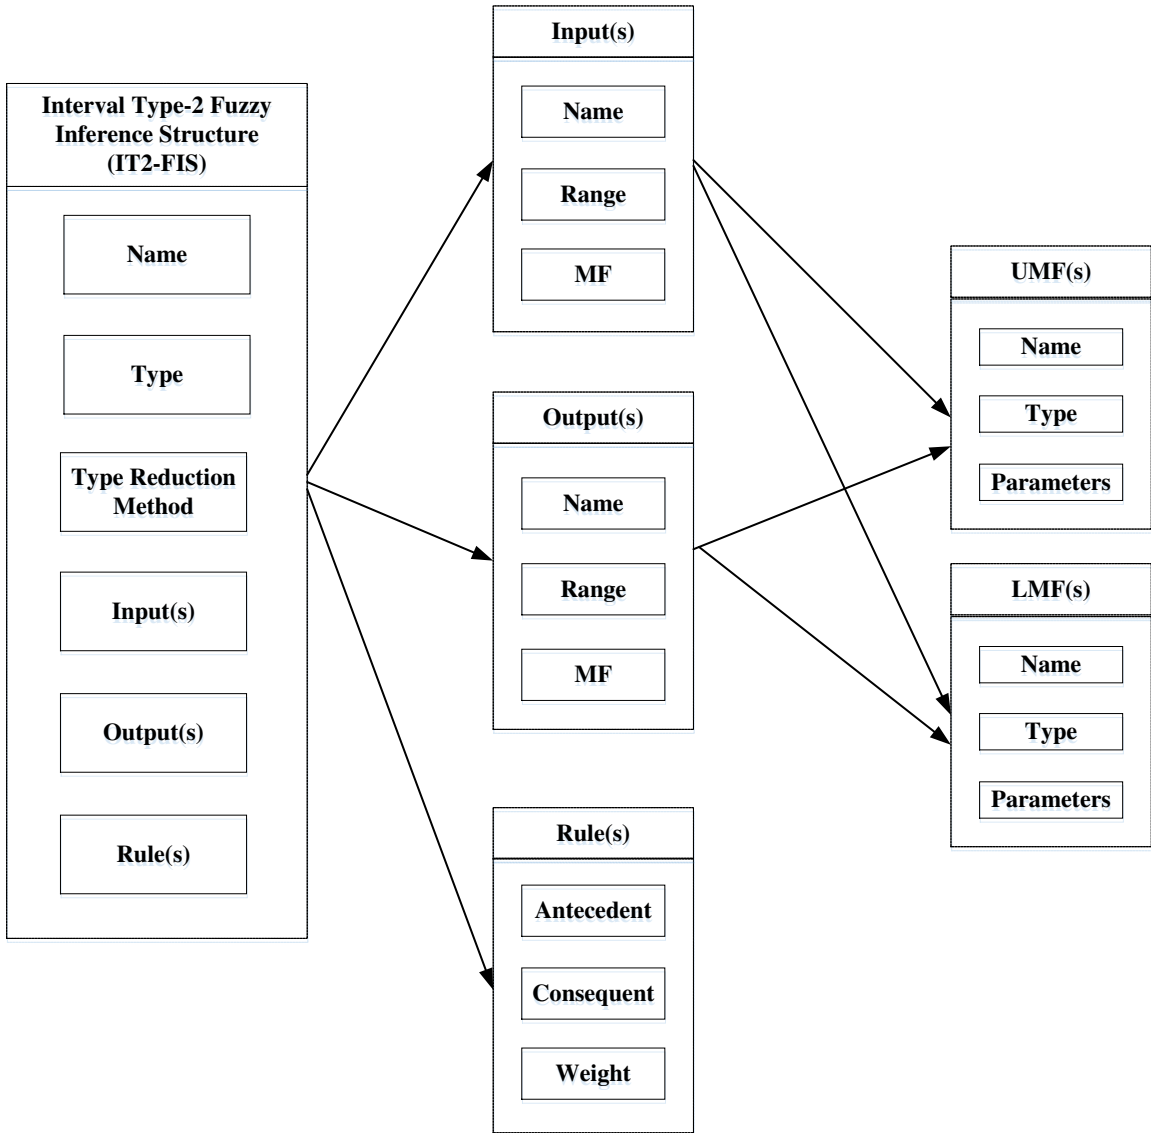 Interval Type-2 Fuzzy
Inference Structure
(IT2-FIS)
Name
Type
Type Reduction
Method
Input(s)
Output(s)
Rule(s)
Input(s)
Name
Range
MF
Output(s)
Name
Range
MF
Rule(s)
Antecedent
Consequent
Weight
UMF(s)
Name
Type
Parameters
LMF(s)
Name
Type
Parameters